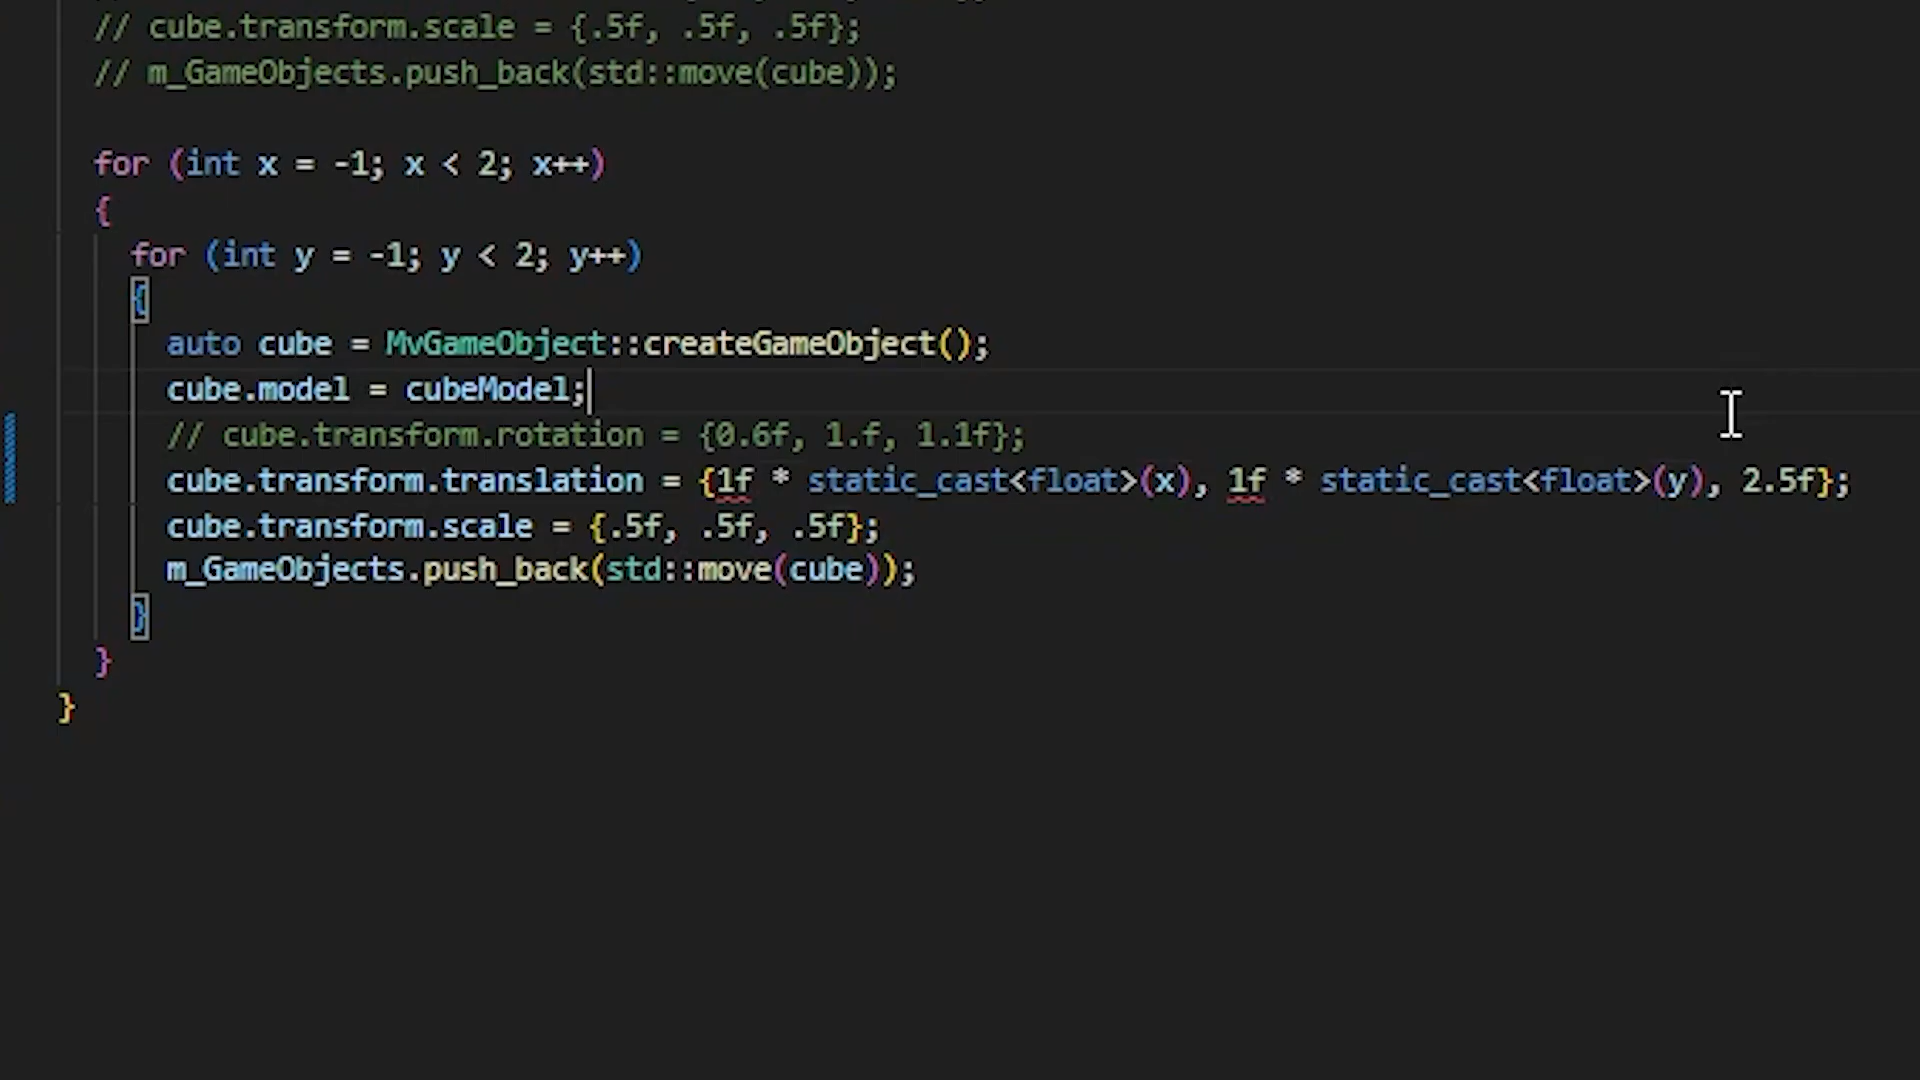 // cube.transform.scale = {.5f, .5f, .5f};
// m_GameObjects.push_back(std::move(cube));
for (int x = -1; x < 2; x++)
{
for (int y = -1; y < 2; y++)
{
auto cube = MvGameObject::createGameObject();
cube.model = cubeModel;
// cube.transform.rotation = {0.6f, 1.f, 1.1f};
cube.transform.translation = {1f * static_cast<float>(x), 1f * static_cast<float>(y), 2.5f};
cube.transform.scale = {.5f, .5f, .5f};
m_GameObjects.push_back(std::move(cube));
}
}
}